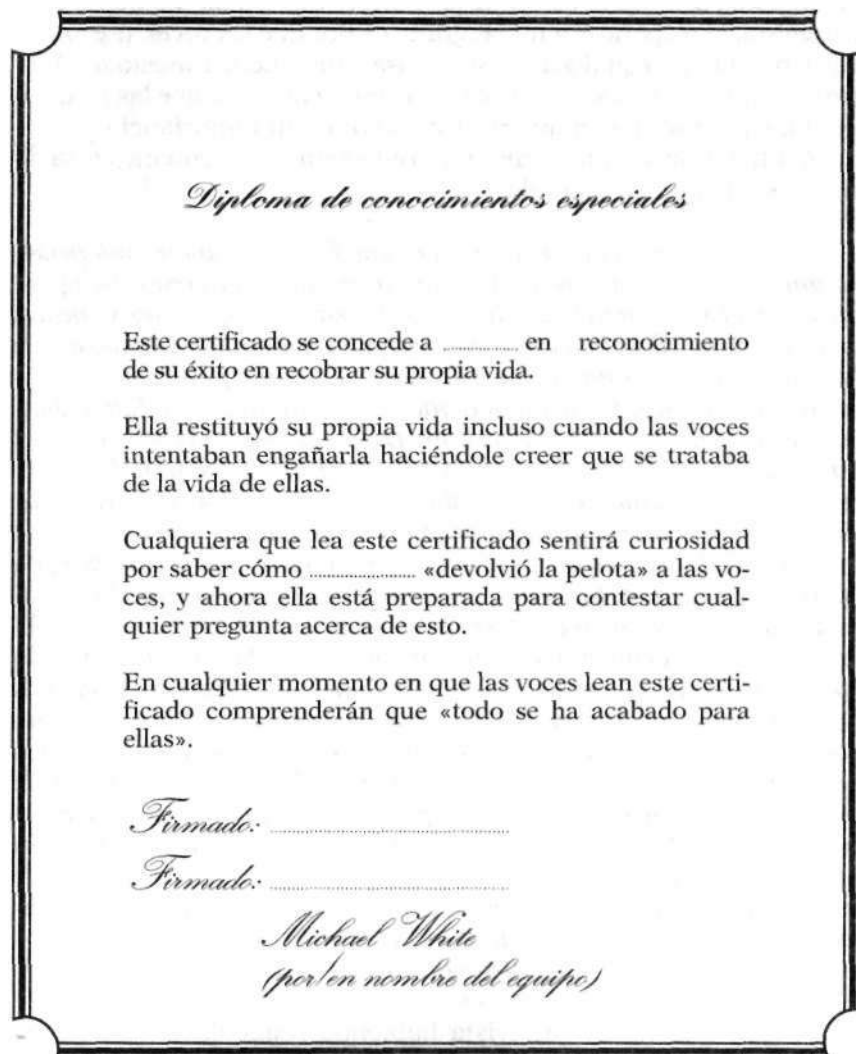 Diploma de conocimientos especiales
Este certificado se concede a ............... en reconocimiento
de su éxito en recobrar su propia vida.
Ella restituyó su propia vida incluso cuando las voces
intentaban engañarla haciéndole creer que se trataba
de la vida de ellas.
Cualquiera que lea este certificado sentirá curiosidad
por saber cómo ..................... «devolvió la pelota» a las vo-
ces, y ahora ella está preparada para contestar cual-
quier pregunta acerca de esto.
En cualquier momento en que las voces lean este certi-
ficado comprenderán que «todo se ha acabado para
ellas».
Firmado: ................................................
Firmado: ................................................
Michael White
(por/en nombre del equipo)